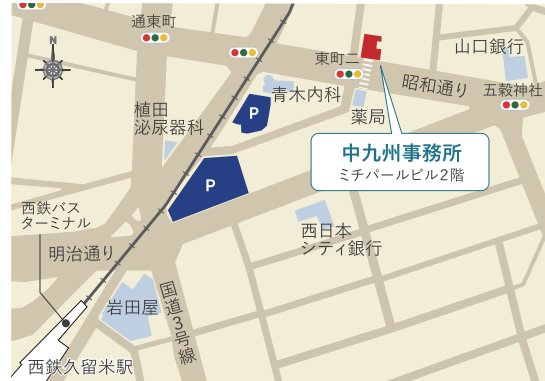 通東町
N
東町二
山口銀行
昭和通り
五穀神社
青木内科
薬局
植田
泌尿器科
P
中九州事務所
ミチパールビル2階
P
西鉄バス
ターミナル
西日本
シティ銀行
明治通り
国道3号線
岩田屋
西鉄久留米駅